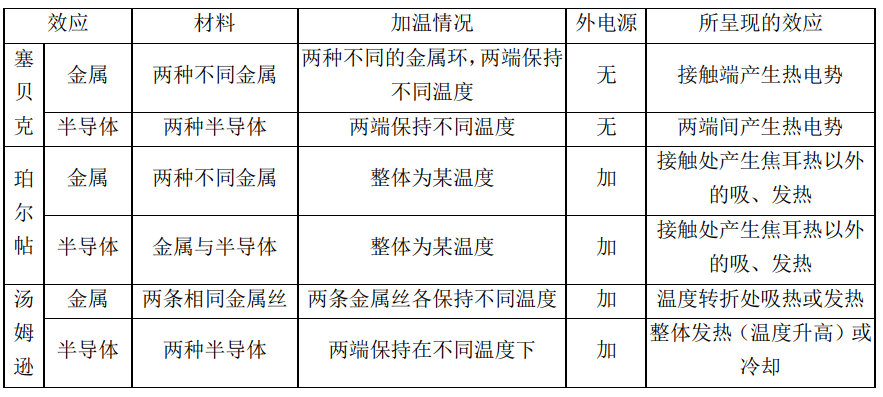 效应 材料 加温情况 外电源 所呈现的效应
塞贝克 金属 两种不同金属 两种不同的金属环，两端保持
不同温度 无 接触端产生热电势
半导体 两种半导体 两端保持不同温度 无 两端间产生热电势
珀尔帖 金属 两种不同金属 整体为某温度 加 接触处产生焦耳热以外
的吸、发热
半导体 金属与半导体 整体为某温度 加 接触处产生焦耳热以外
的吸、发热
汤姆逊 金属 两条相同金属丝 两条金属丝各保持不同温度 加 温度转折处吸热或发热
半导体 两种半导体 两端保持在不同温度下 加 整体发热（温度升高）或
冷却